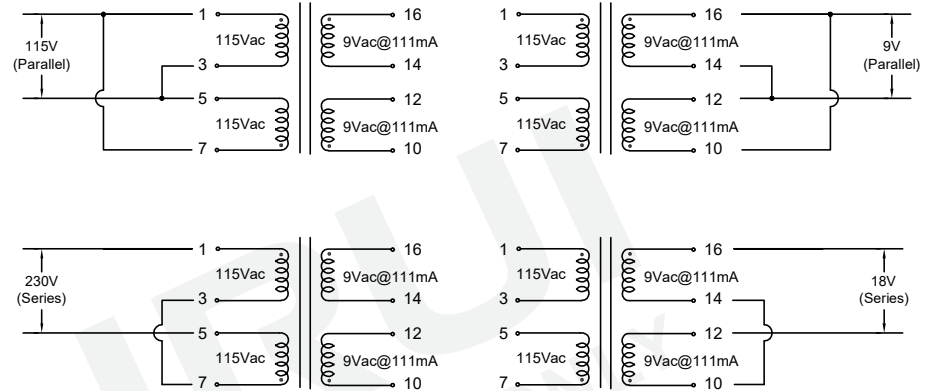 1 16 1 16
115V 115Vac 9Vac@111mA 115Vac 9Vac@111mA 9V
(Parallel) 3 14 3 14 (Parallel)
5 12 5 12
115Vac 9Vac@111mA 115Vac 9Vac@111mA
7 10 7 10
1 16 1 16
230V 115Vac 9Vac@111mA 115Vac 9Vac@111mA 18V
(Series) 3 14 3 14 (Series)
5 12 5 12
115Vac 9Vac@111mA 115Vac 9Vac@111mA
7 10 7 10